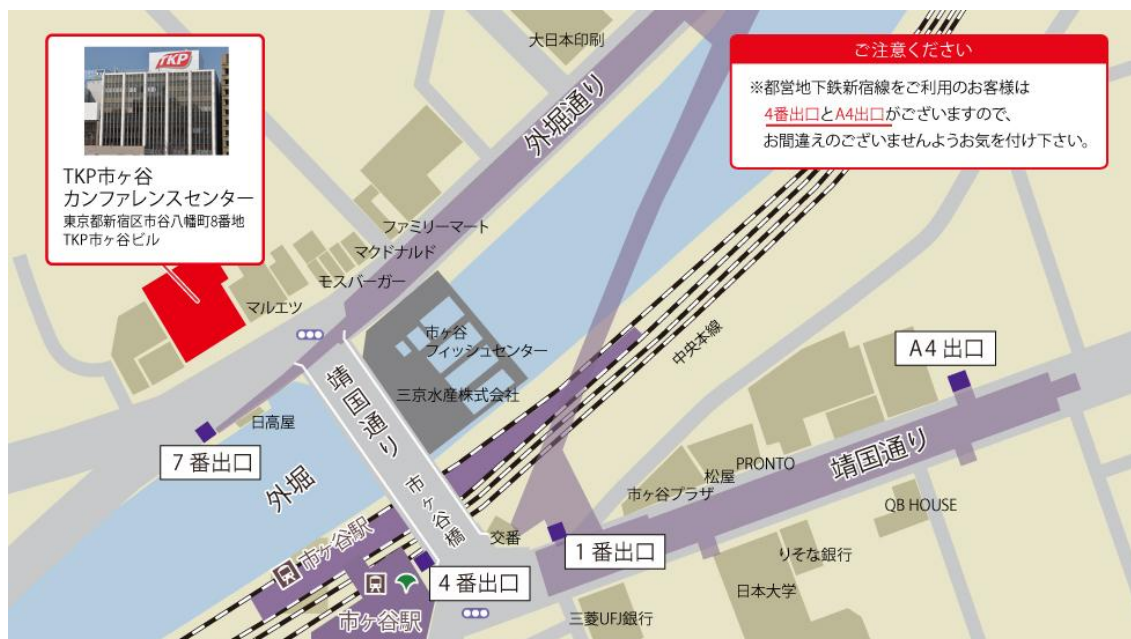 TKP
TKP市ヶ谷
カンファレンスセンター
東京都新宿区市谷八幡町8番地
TKP市ヶ谷ビル
ご注意ください
※都営地下鉄新宿線をご利用のお客様は
4番出口とA4出口がございますので、
お間違えのございませんようお気を付け下さい。
大日本印刷
外堀通り
ファミリーマート
マクドナルド
モスバーガー
マルエツ
市ヶ谷
フィッシュセンター
三京水産株式会社
中央本線
A4出口
靖国通り
日高屋
7番出口
外堀
市ヶ谷橋
靖国通り
PRONTO
松屋
市ヶ谷プラザ
QB HOUSE
交番
1番出口
りそな銀行
日本大学
市ヶ谷駅
4番出口
市ヶ谷駅
三菱UFJ銀行